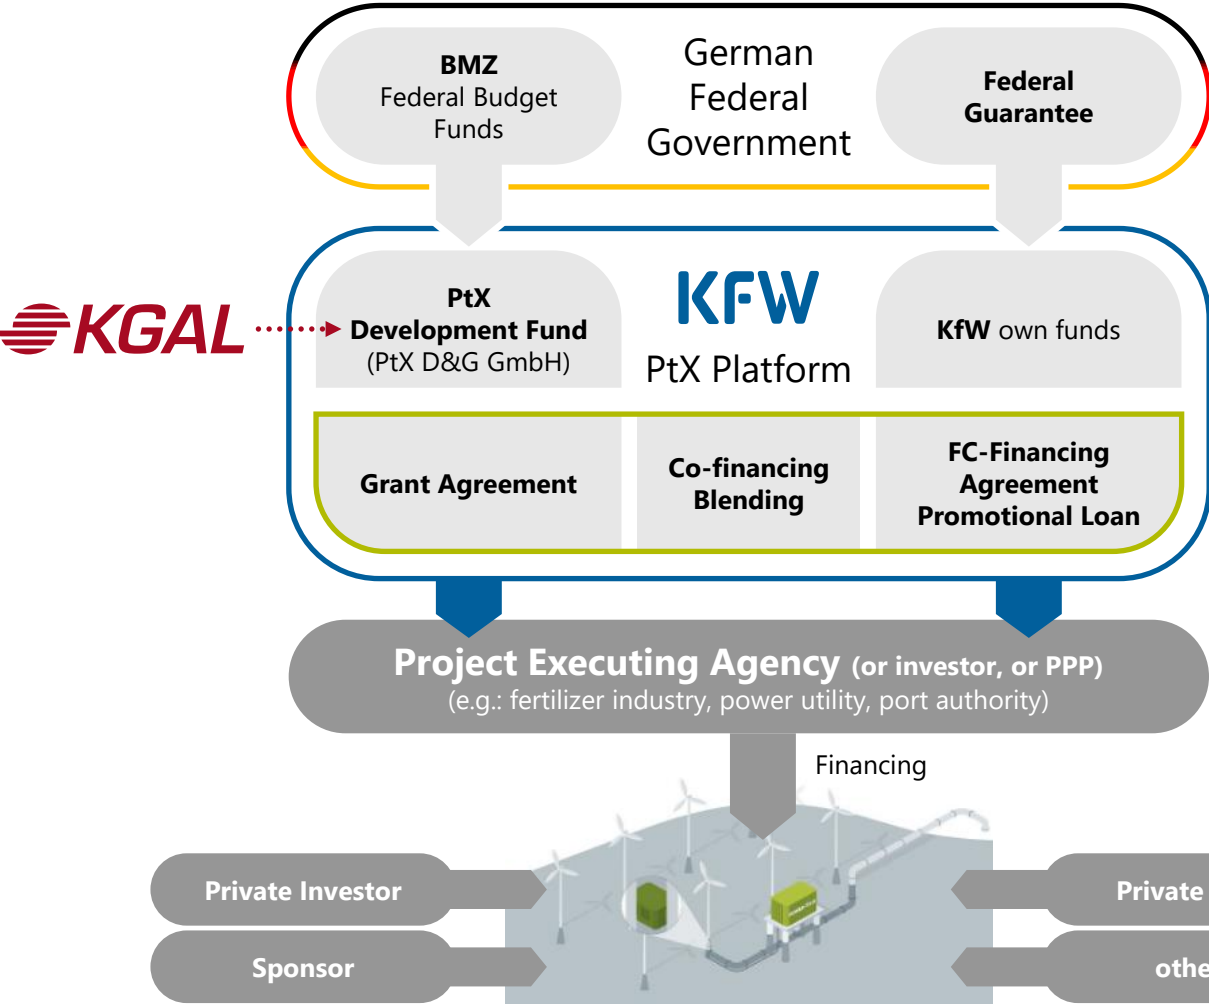 BMZ
Federal Budget
Funds
German
Federal
Government
Federal
Guarantee
KGAL
PtX
Development Fund
(PtX D&G GmbH)
KFW
PtX Platform
KfW own funds
Grant Agreement
Co-financing
Blending
FC-Financing
Agreement
Promotional Loan
Project Executing Agency (or investor, or PPP)
(e.g.: fertilizer industry, power utility, port authority)
Financing
Private Investor
Private
Sponsor
othe